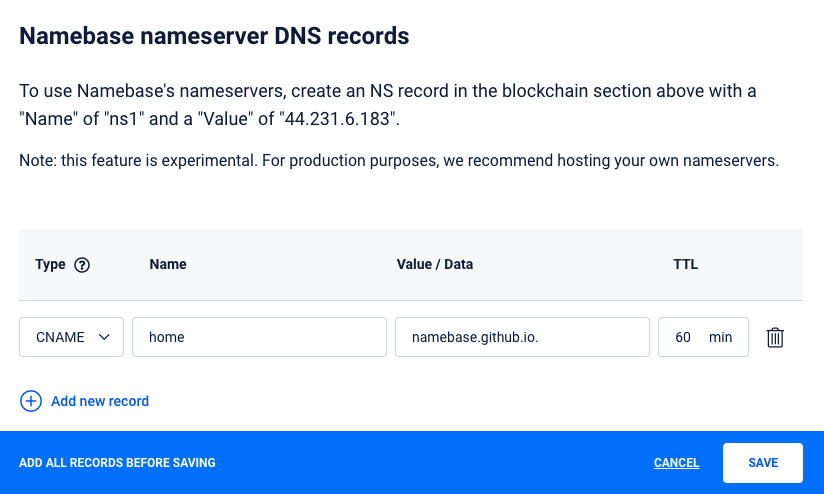 Namebase nameserver DNS records
To use Namebase's nameservers, create an NS record in the blockchain section above with a
"Name" of "ns1" and a "Value" of "44.231.6.183".
Note: this feature is experimental. For production purposes, we recommend hosting your own nameservers.
Type ? Name Value / Data TTL
CNAME home namebase.github.io. 60 min
Add new record
ADD ALL RECORDS BEFORE SAVING CANCEL SAVE